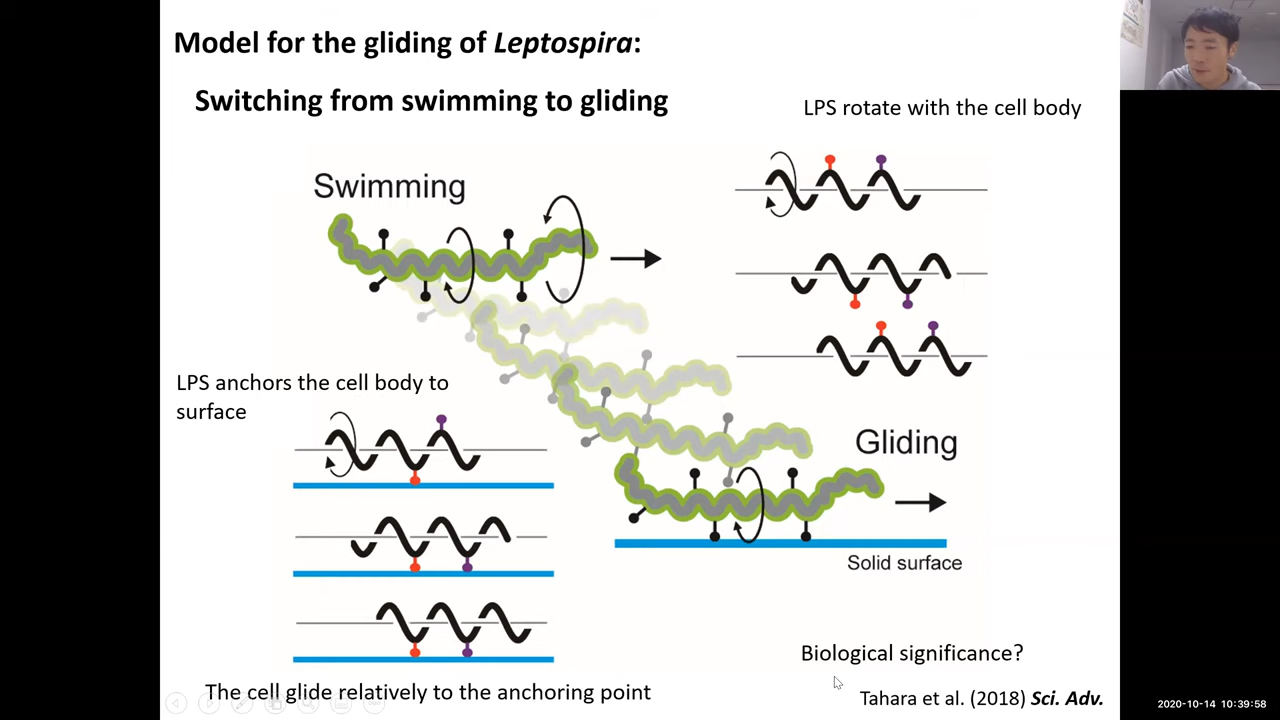 Model for the gliding of Leptospira:
Switching from swimming to gliding
LPS rotate with the cell body
Swimming
LPS anchors the cell body to
surface
Gliding
Solid surface
Biological significance?
The cell glide relatively to the anchoring point
Tahara et al. (2018) Sci. Adv.
2020-10-14 10:39:58